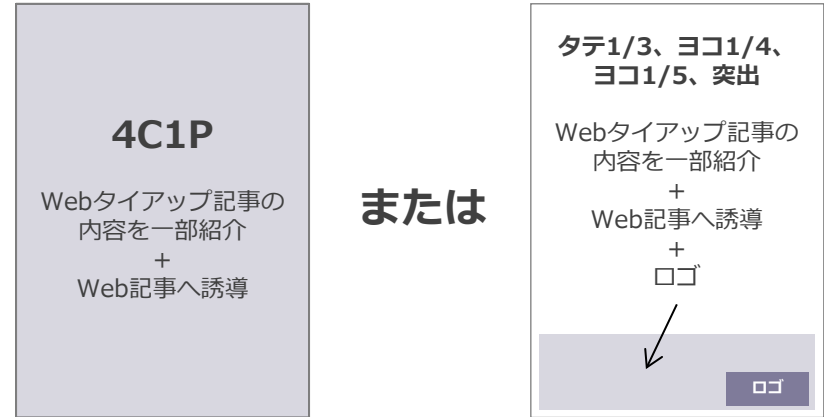 4C1P
Webタイアップ記事の
内容を一部紹介
+
Web記事へ誘導
または
タテ1/3、ヨコ1/4、
ヨコ1/5、突出
Webタイアップ記事の
内容を一部紹介
+
Web記事へ誘導
+
ロゴ
ロゴ